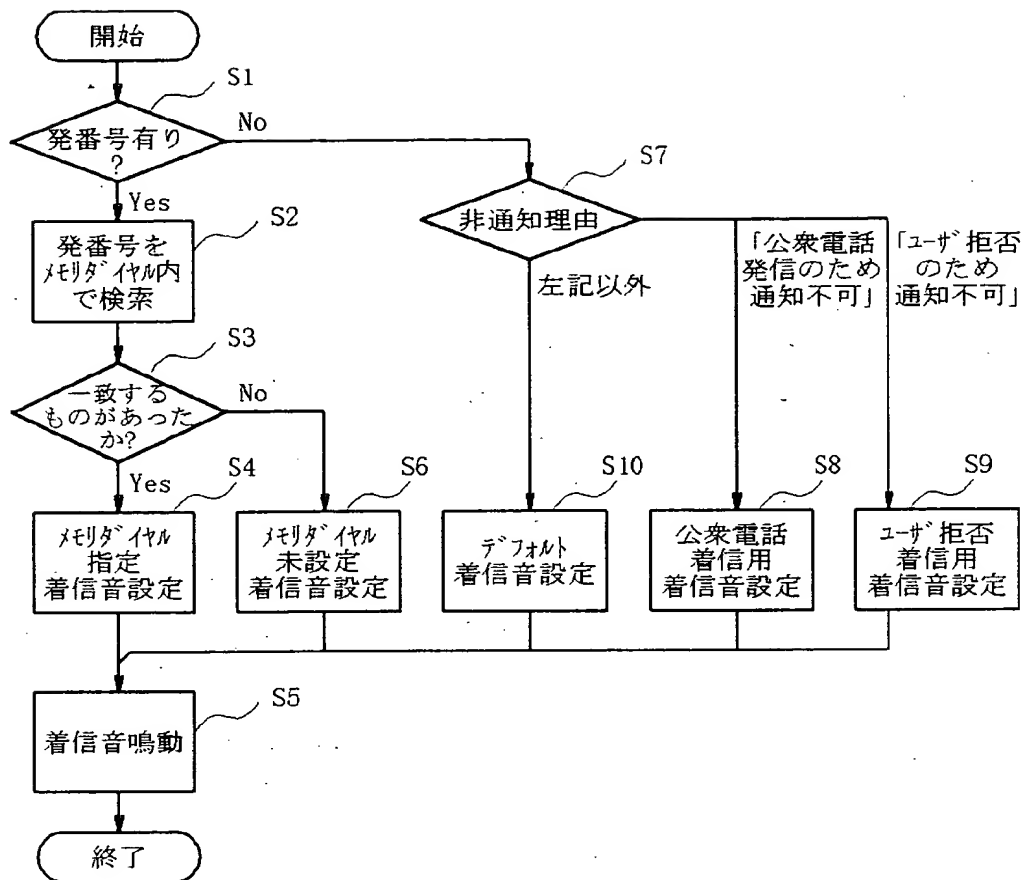 開始
S1
発番号有り
?
No
Yes
S7
非通知理由
S2
発番号を
メモリダイヤル内
で検索
「公衆電話
発信のため
通知不可」
「ユーザ拒否
のため
通知不可」
左記以外
S3
一致する
ものがあった
か?
No
Yes
S4
メモリダイヤル
指定
着信音設定
S6
メモリダイヤル
未設定
着信音設定
S10
デフォルト
着信音設定
S8
公衆電話
着信用
着信音設定
S9
ユーザ拒否
着信用
着信音設定
S5
着信音鳴動
終了